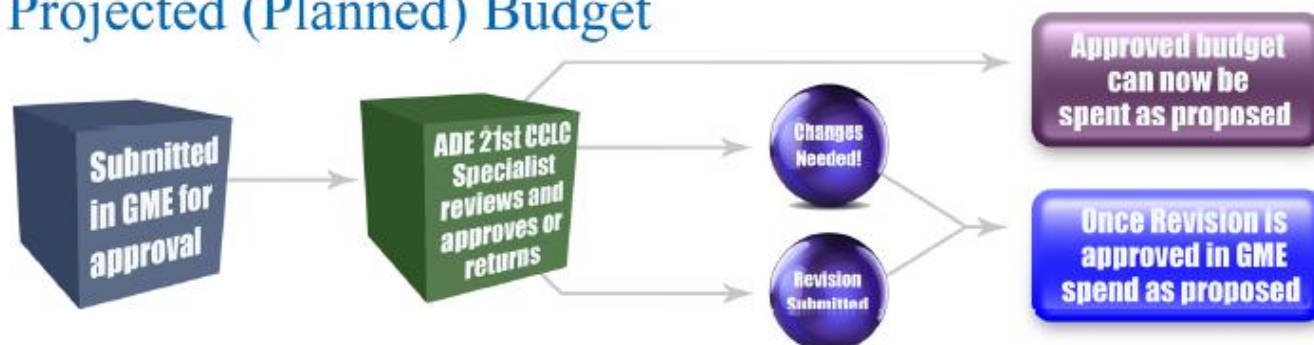 Projected (Planned) Budget
Submitted
in GME for
approval
ADE 21st CCLC
Specialist
reviews and
approves or
returns
Changes
Needed!
Revision
Submitted
Approved budget
can now be
spent as proposed
Once Revision is
approved in GME
spend as proposed